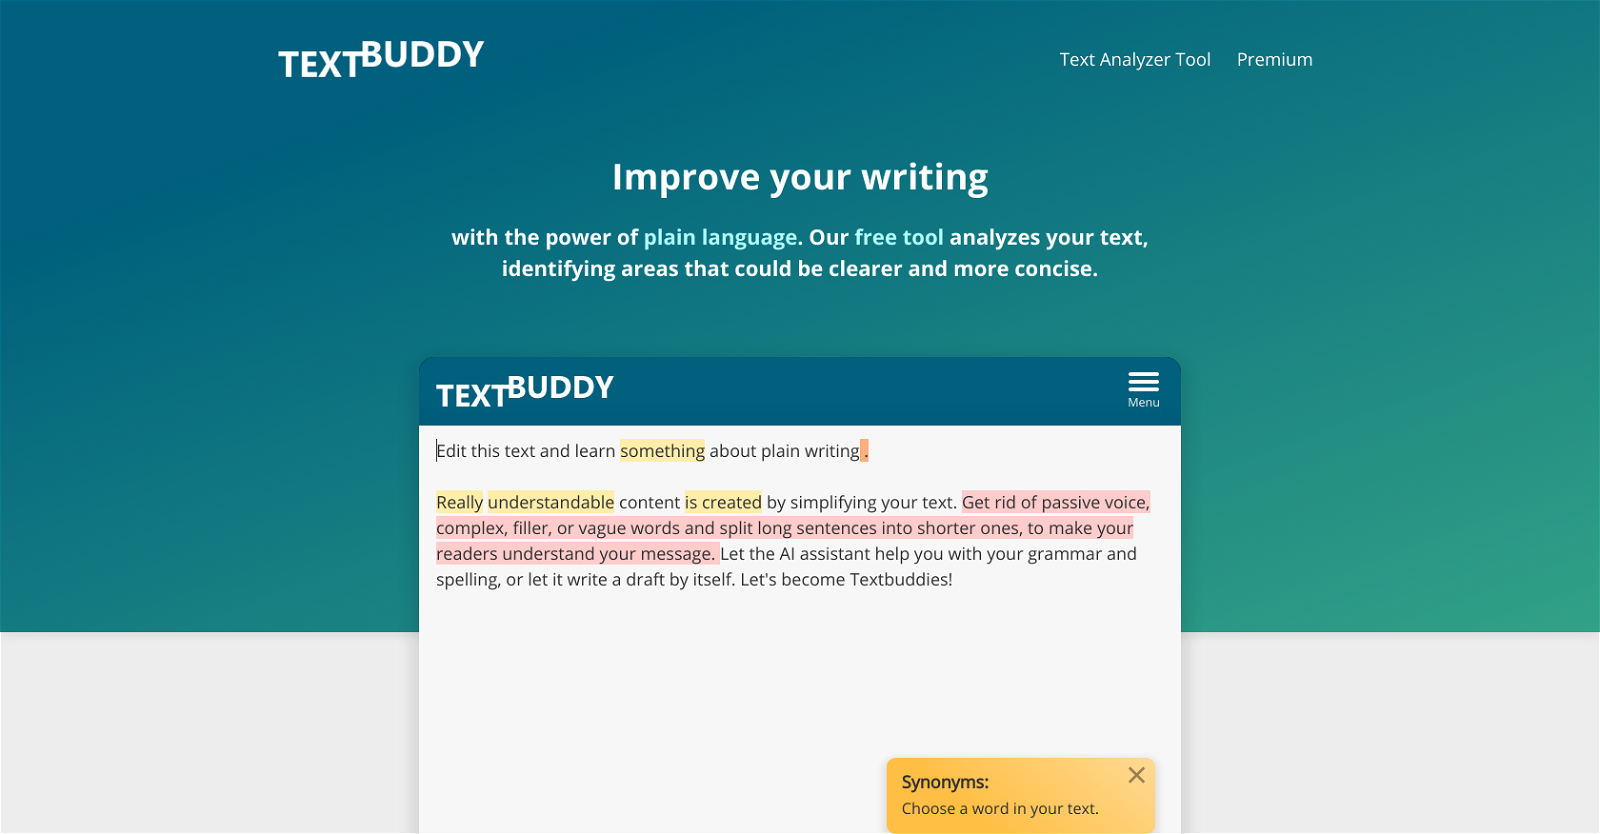 TEXTBUDDY
Text Analyzer Tool Premium
Improve your writing
with the power of plain language. Our free tool analyzes your text,
identifying areas that could be clearer and more concise.
TEXTBUDDY
Menu
Edit this text and learn something about plain writing .
Really understandable content is created by simplifying your text. Get rid of passive voice,
complex, filler, or vague words and split long sentences into shorter ones, to make your
readers understand your message. Let the AI assistant help you with your grammar and
spelling, or let it write a draft by itself. Let's become Textbuddies!
Synonyms:
Choose a word in your text.